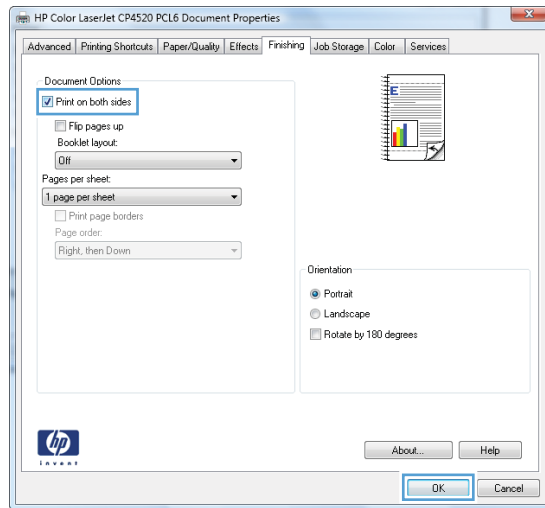 HP Color LaserJet CP4520 PCL6 Document Properties
Advanced Printing Shortcuts Paper/Quality Effects Finishing Job Storage Color Services
Document Options
Print on both sides
Flip pages up
Booklet layout:
Off
Pages per sheet:
1 page per sheet
Print page borders
Page order:
Right, then Down
E
Orientation
Portrait
Landscape
Rotate by 180 degrees
hp
invent
About... Help
OK Cancel